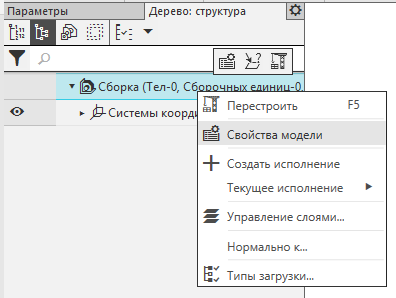 Параметры Дерево: структура
Сборка (Тел-0, Сборочных единиц-0,
Системы коорди
Перестроить F5
Свойства модели
Создать исполнение
Текущее исполнение
Управление слоями...
Нормально к...
Типы загрузки...